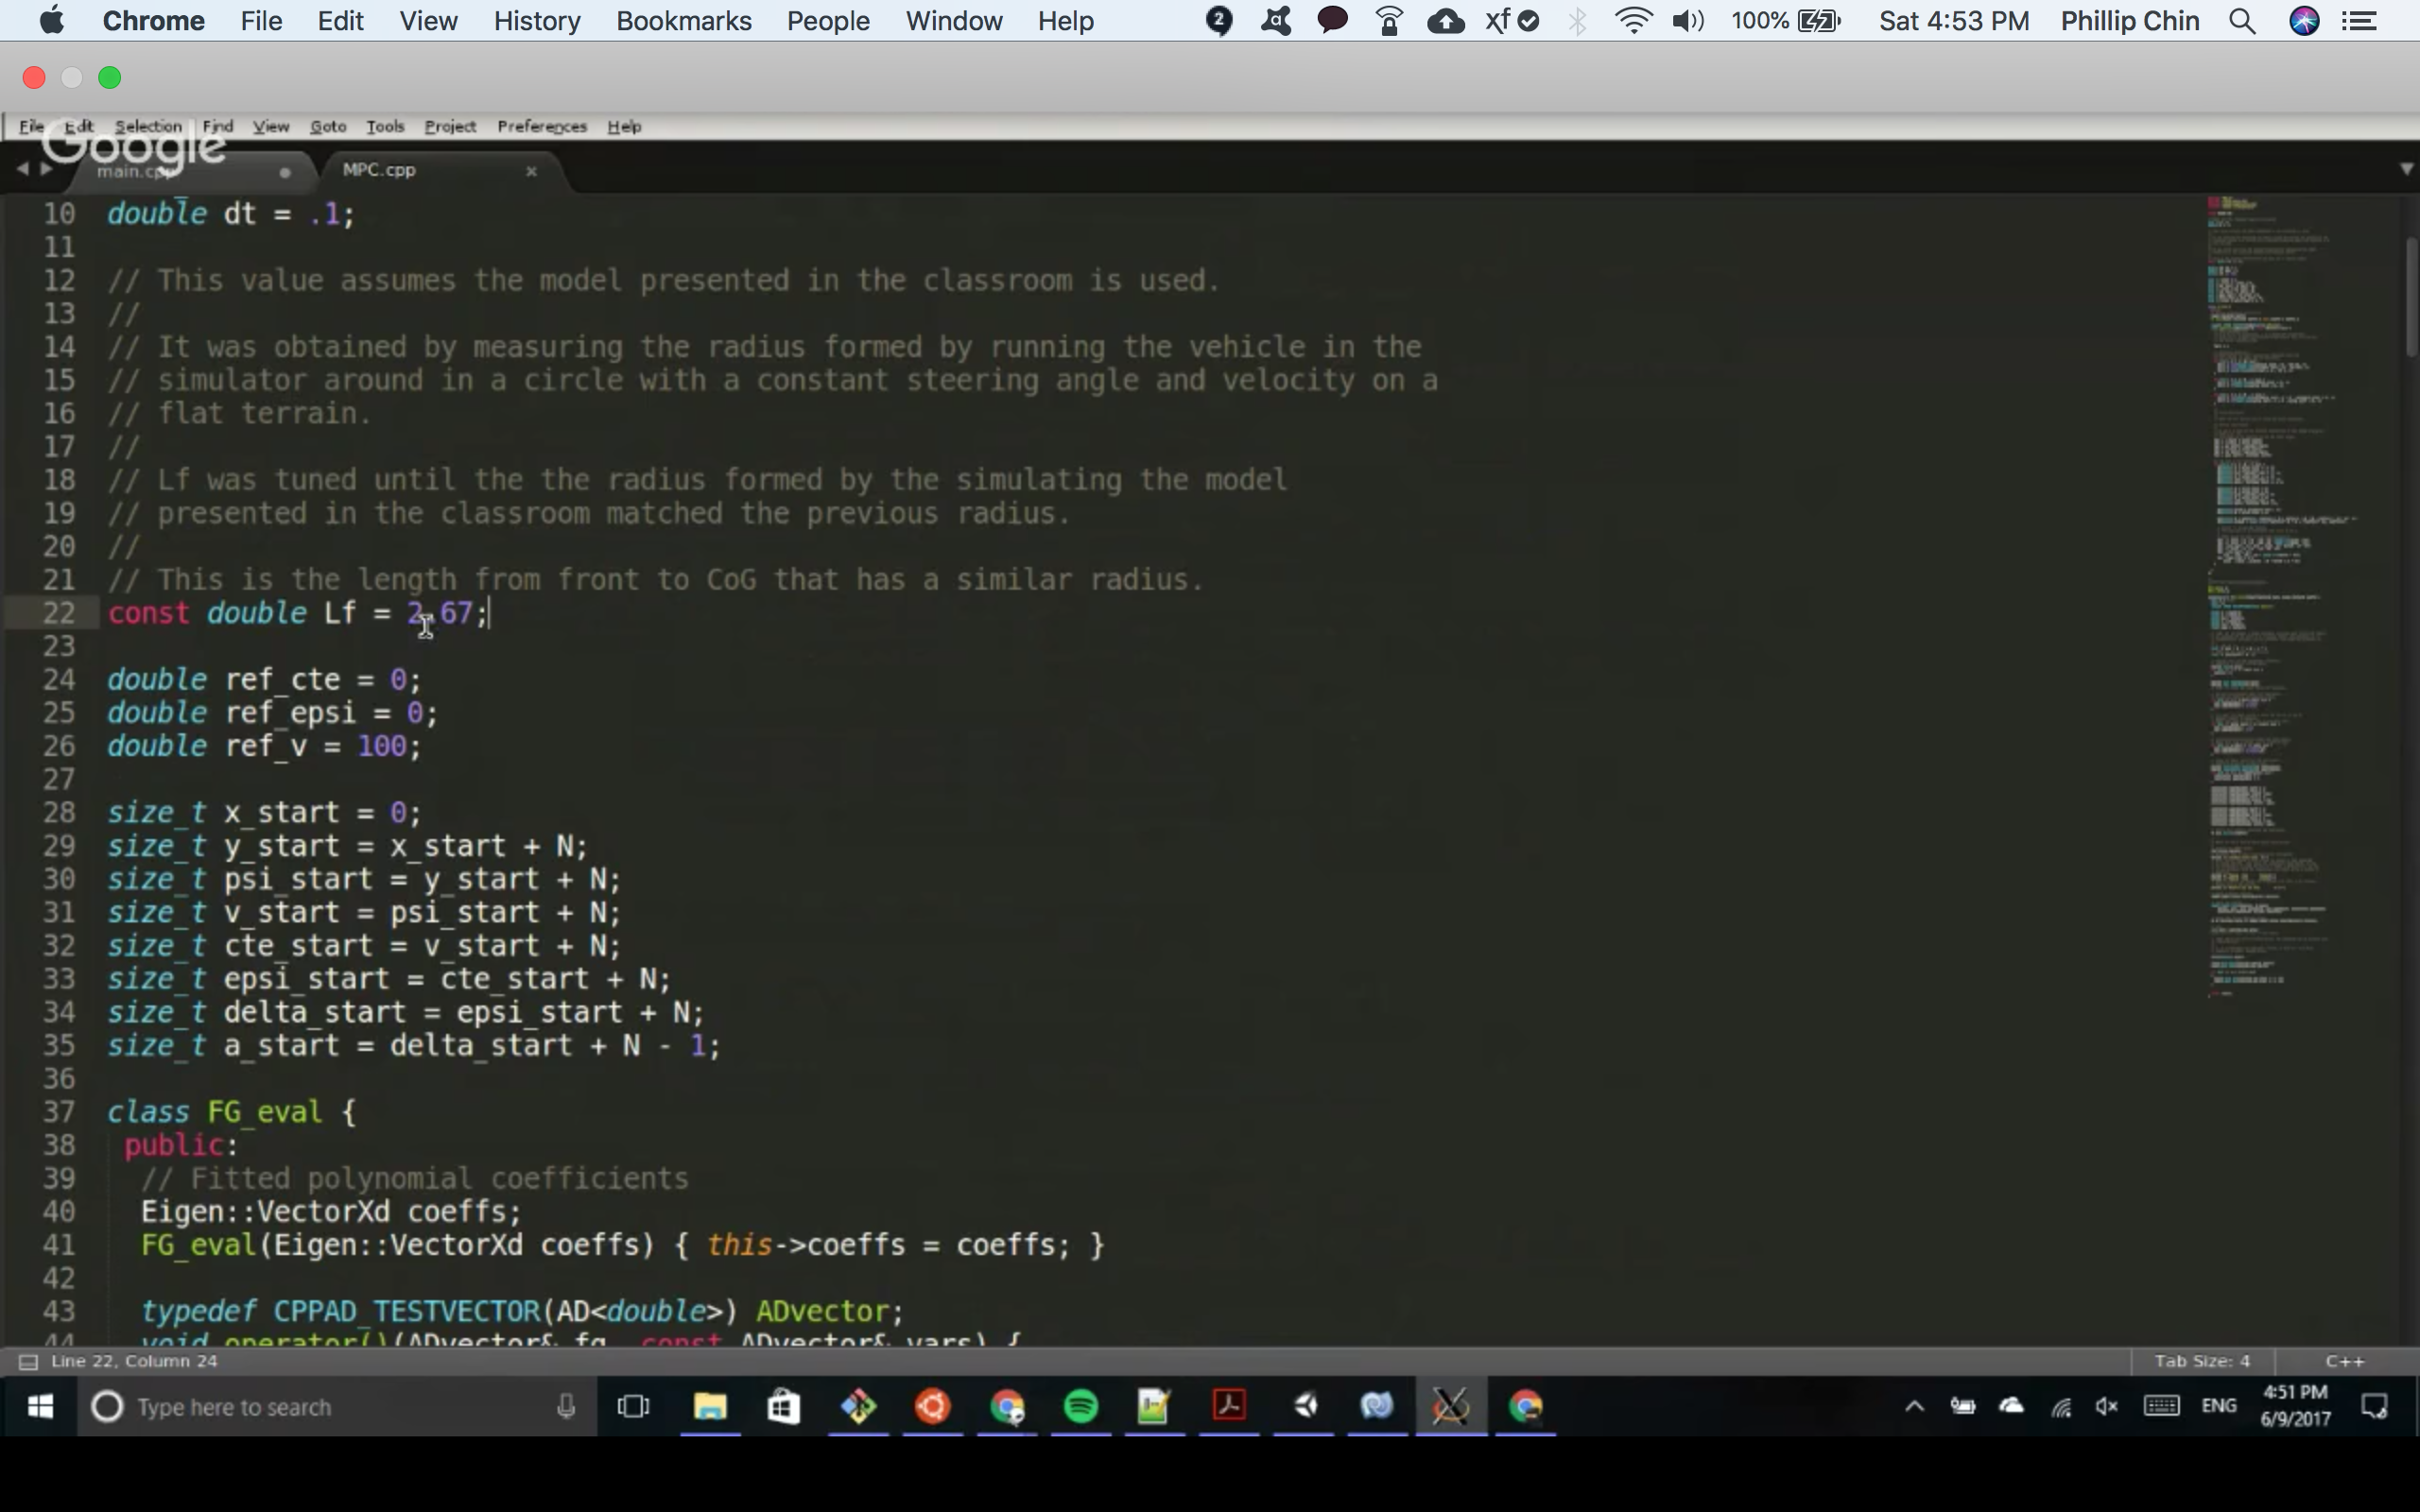 Chrome File Edit View History Bookmarks People Window Help 2 xf 100% Sat 4:53 PM Phillip Chin
File Edit Selection Find View Goto Tools Project Preferences Help
Google
main.cpp MPC.cpp ×
10 double dt = .1;
11
12 // This value assumes the model presented in the classroom is used.
13 //
14 // It was obtained by measuring the radius formed by running the vehicle in the
15 // simulator around in a circle with a constant steering angle and velocity on a
16 // flat terrain.
17 //
18 // Lf was tuned until the the radius formed by the simulating the model
19 // presented in the classroom matched the previous radius.
20 //
21 // This is the length from front to CoG that has a similar radius.
22 const double Lf = 2.67;
23
24 double ref_cte = 0;
25 double ref_epsi = 0;
26 double ref_v = 100;
27
28 size_t x_start = 0;
29 size_t y_start = x_start + N;
30 size_t psi_start = y_start + N;
31 size_t v_start = psi_start + N;
32 size_t cte_start = v_start + N;
33 size_t epsi_start = cte_start + N;
34 size_t delta_start = epsi_start + N;
35 size_t a_start = delta_start + N - 1;
36
37 class FG_eval {
38 public:
39 // Fitted polynomial coefficients
40 Eigen::VectorXd coeffs;
41 FG_eval(Eigen::VectorXd coeffs) { this->coeffs = coeffs; }
42
43 typedef CPPAD_TESTVECTOR(AD<double>) ADvector;
44 void operator()(ADvector& fg, const ADvector& vars) {
Line 22, Column 24 Tab Size: 4 C++
Type here to search ENG 4:51 PM
6/9/2017